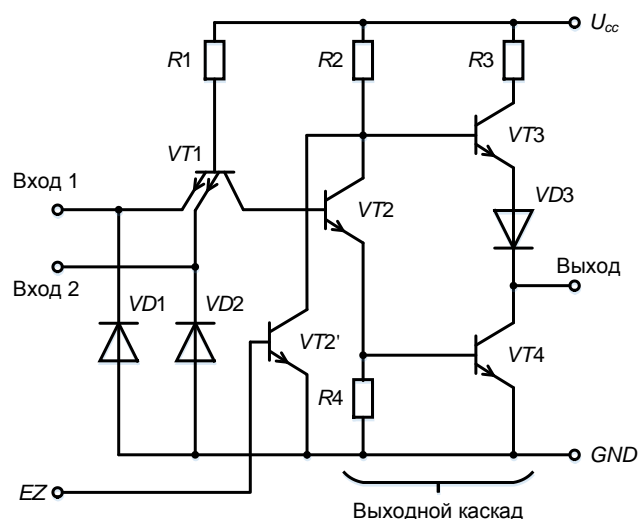 Ucc
R1
R2
R3
VT1
VT3
Вход 1
VT2
VD3
Выход
Вход 2
VD1
VD2
VT2'
VT4
R4
GND
EZ
Выходной каскад